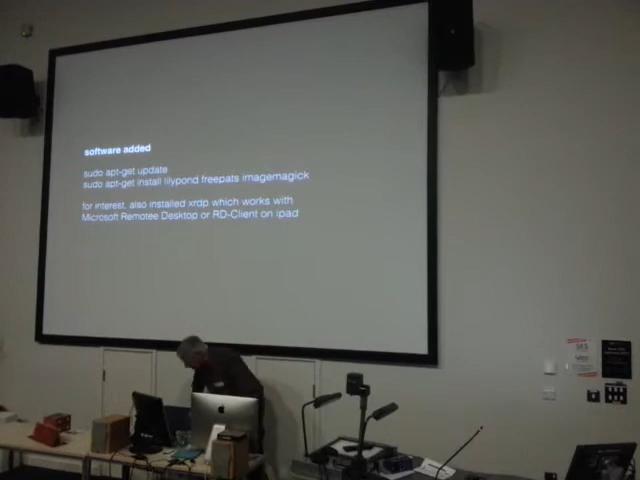 software added
sudo apt-get update
sudo apt-get install lilypond freepats imagemagick
for interest, also installed xrdp which works with
Microsoft Remotee Desktop or RD-Client on ipad